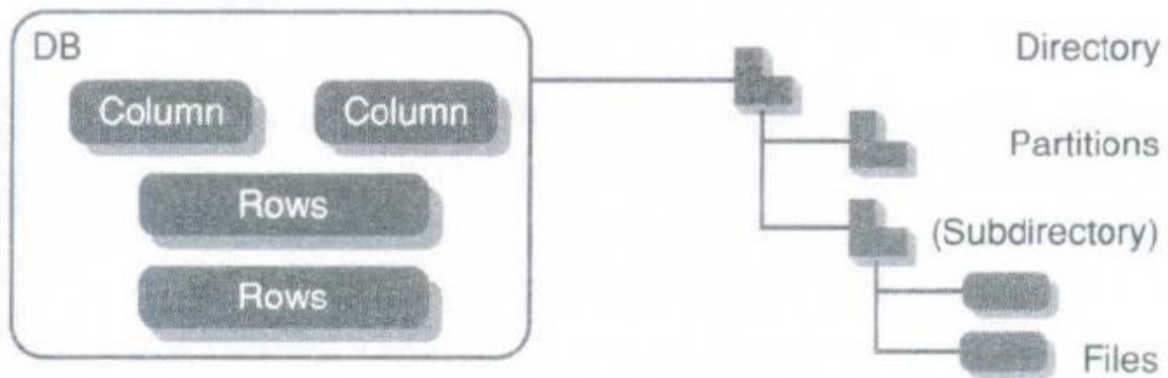 DB
Column
Column
Rows
Rows
Directory
Partitions
(Subdirectory)
Files